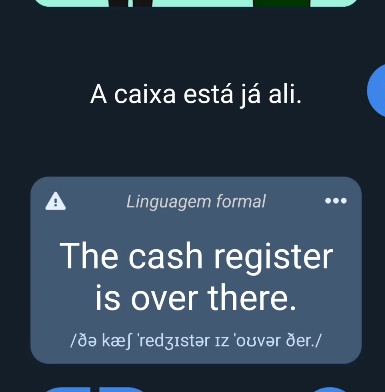 A caixa está já ali.
Linguagem formal
The cash register
is over there.
/ðə kæʃ ˈredʒɪstər ɪz ˈoʊvər ðer./